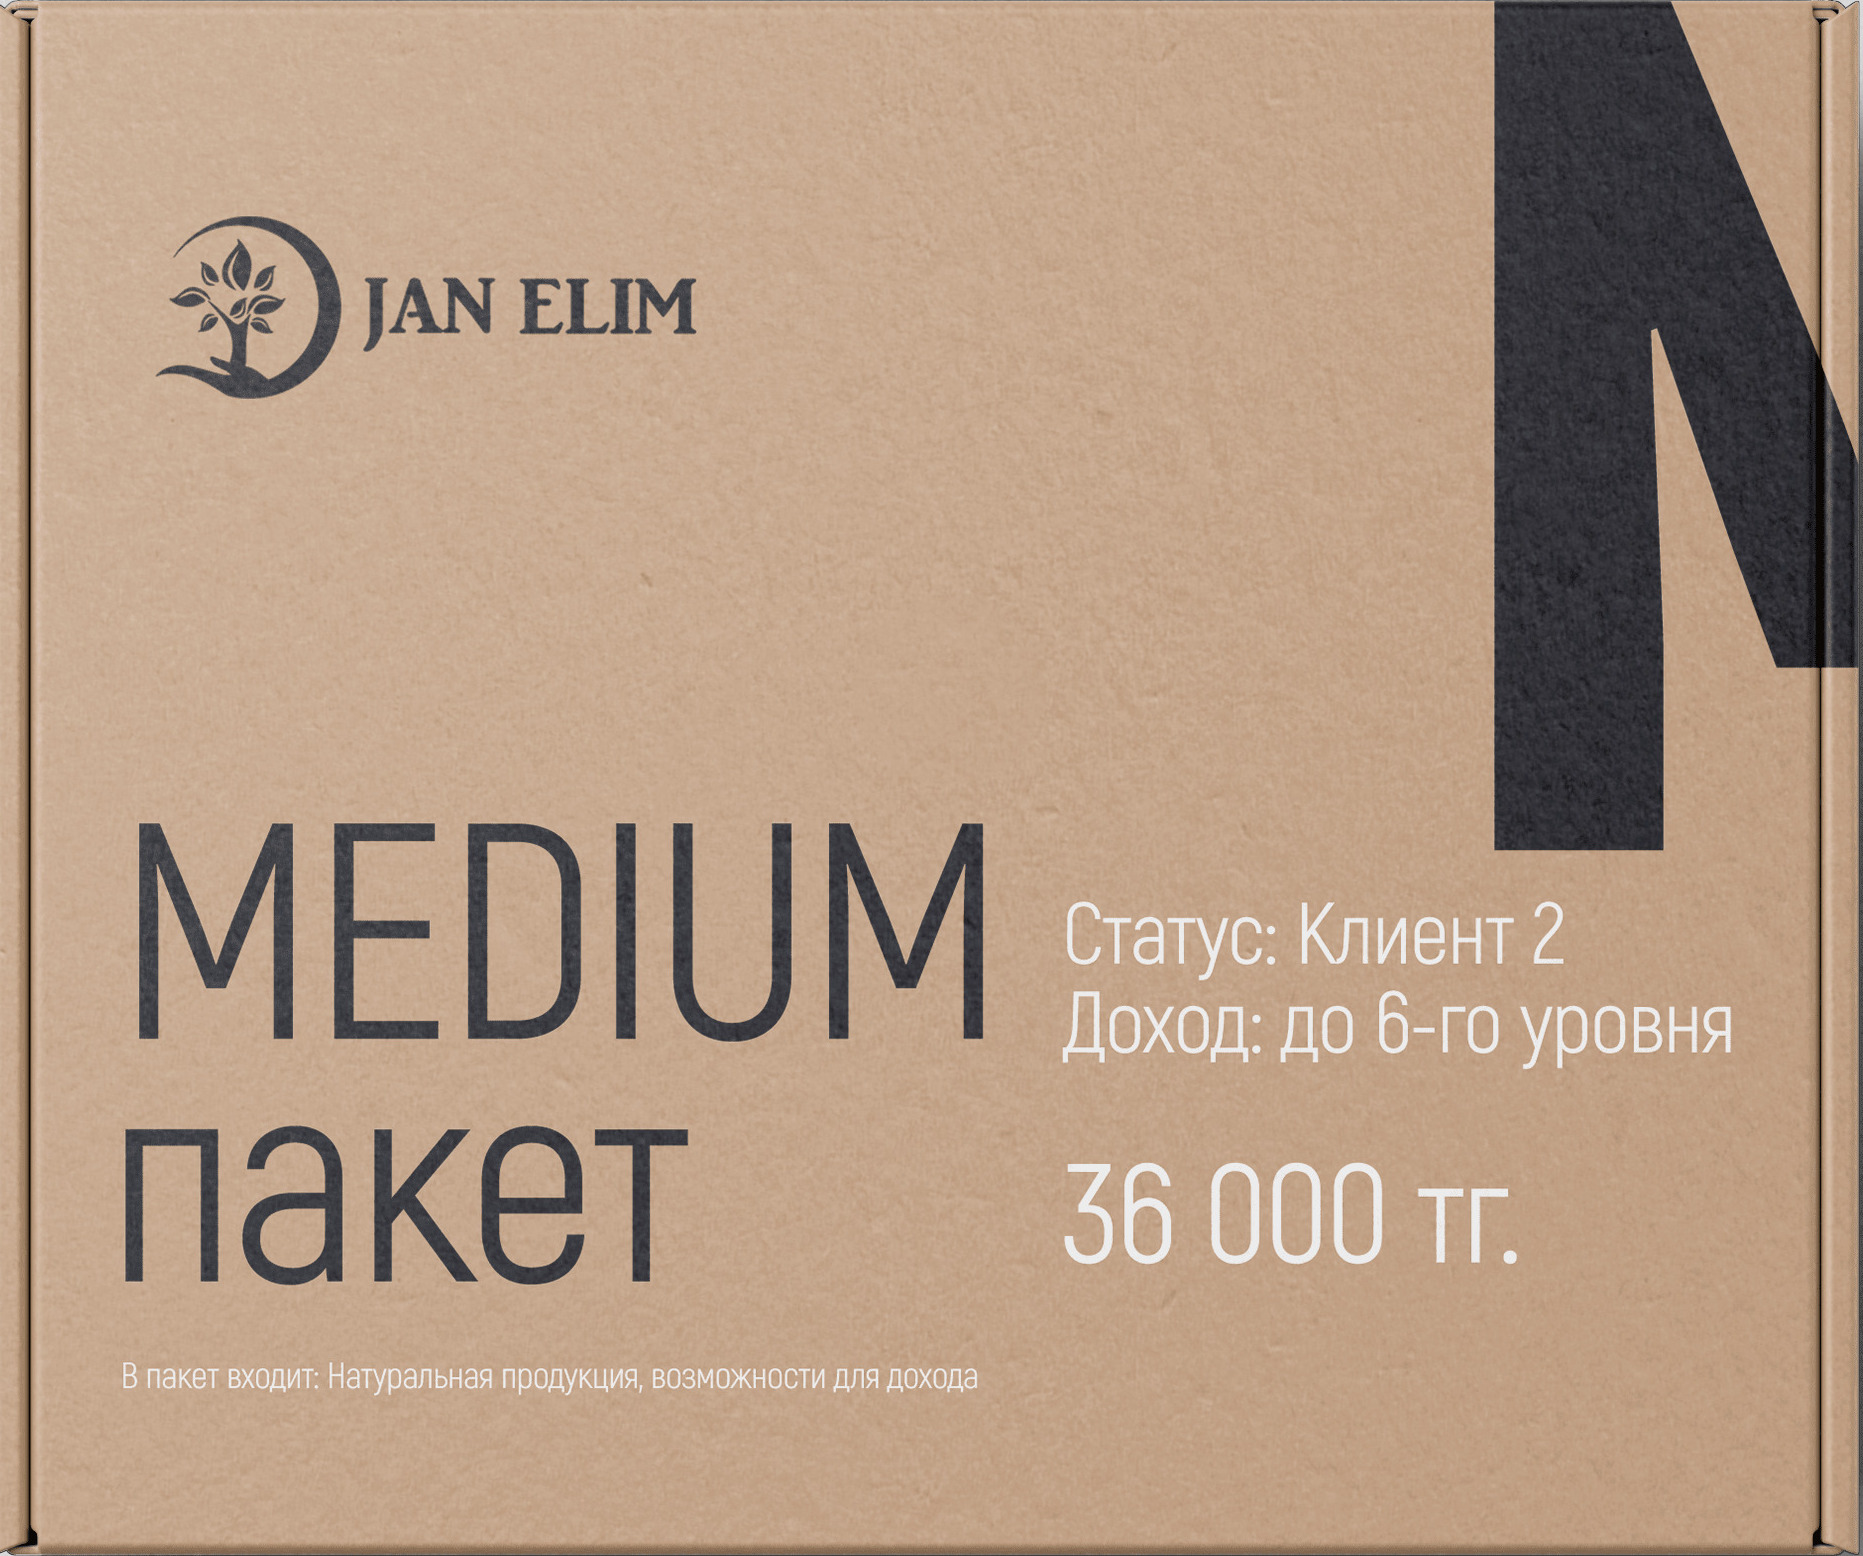 JAN ELIM
M
MEDIUM
пакет
Статус: Клиент 2
Доход: до 6-го уровня
36 000 тг.
В пакет входит: Натуральная продукция, возможности для дохода